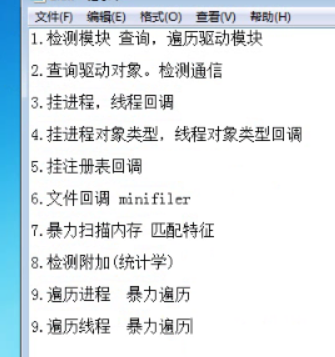 文件(F) 编辑(E) 格式(O) 查看(V) 帮助(H)
1.检测模块 查询，遍历驱动模块
2.查询驱动对象。检测通信
3.挂进程，线程回调
4.挂进程对象类型，线程对象类型回调
5.挂注册表回调
6.文件回调 minifiler
7.暴力扫描内存 匹配特征
8.检测附加(统计学)
9.遍历进程 暴力遍历
9.遍历线程 暴力遍历